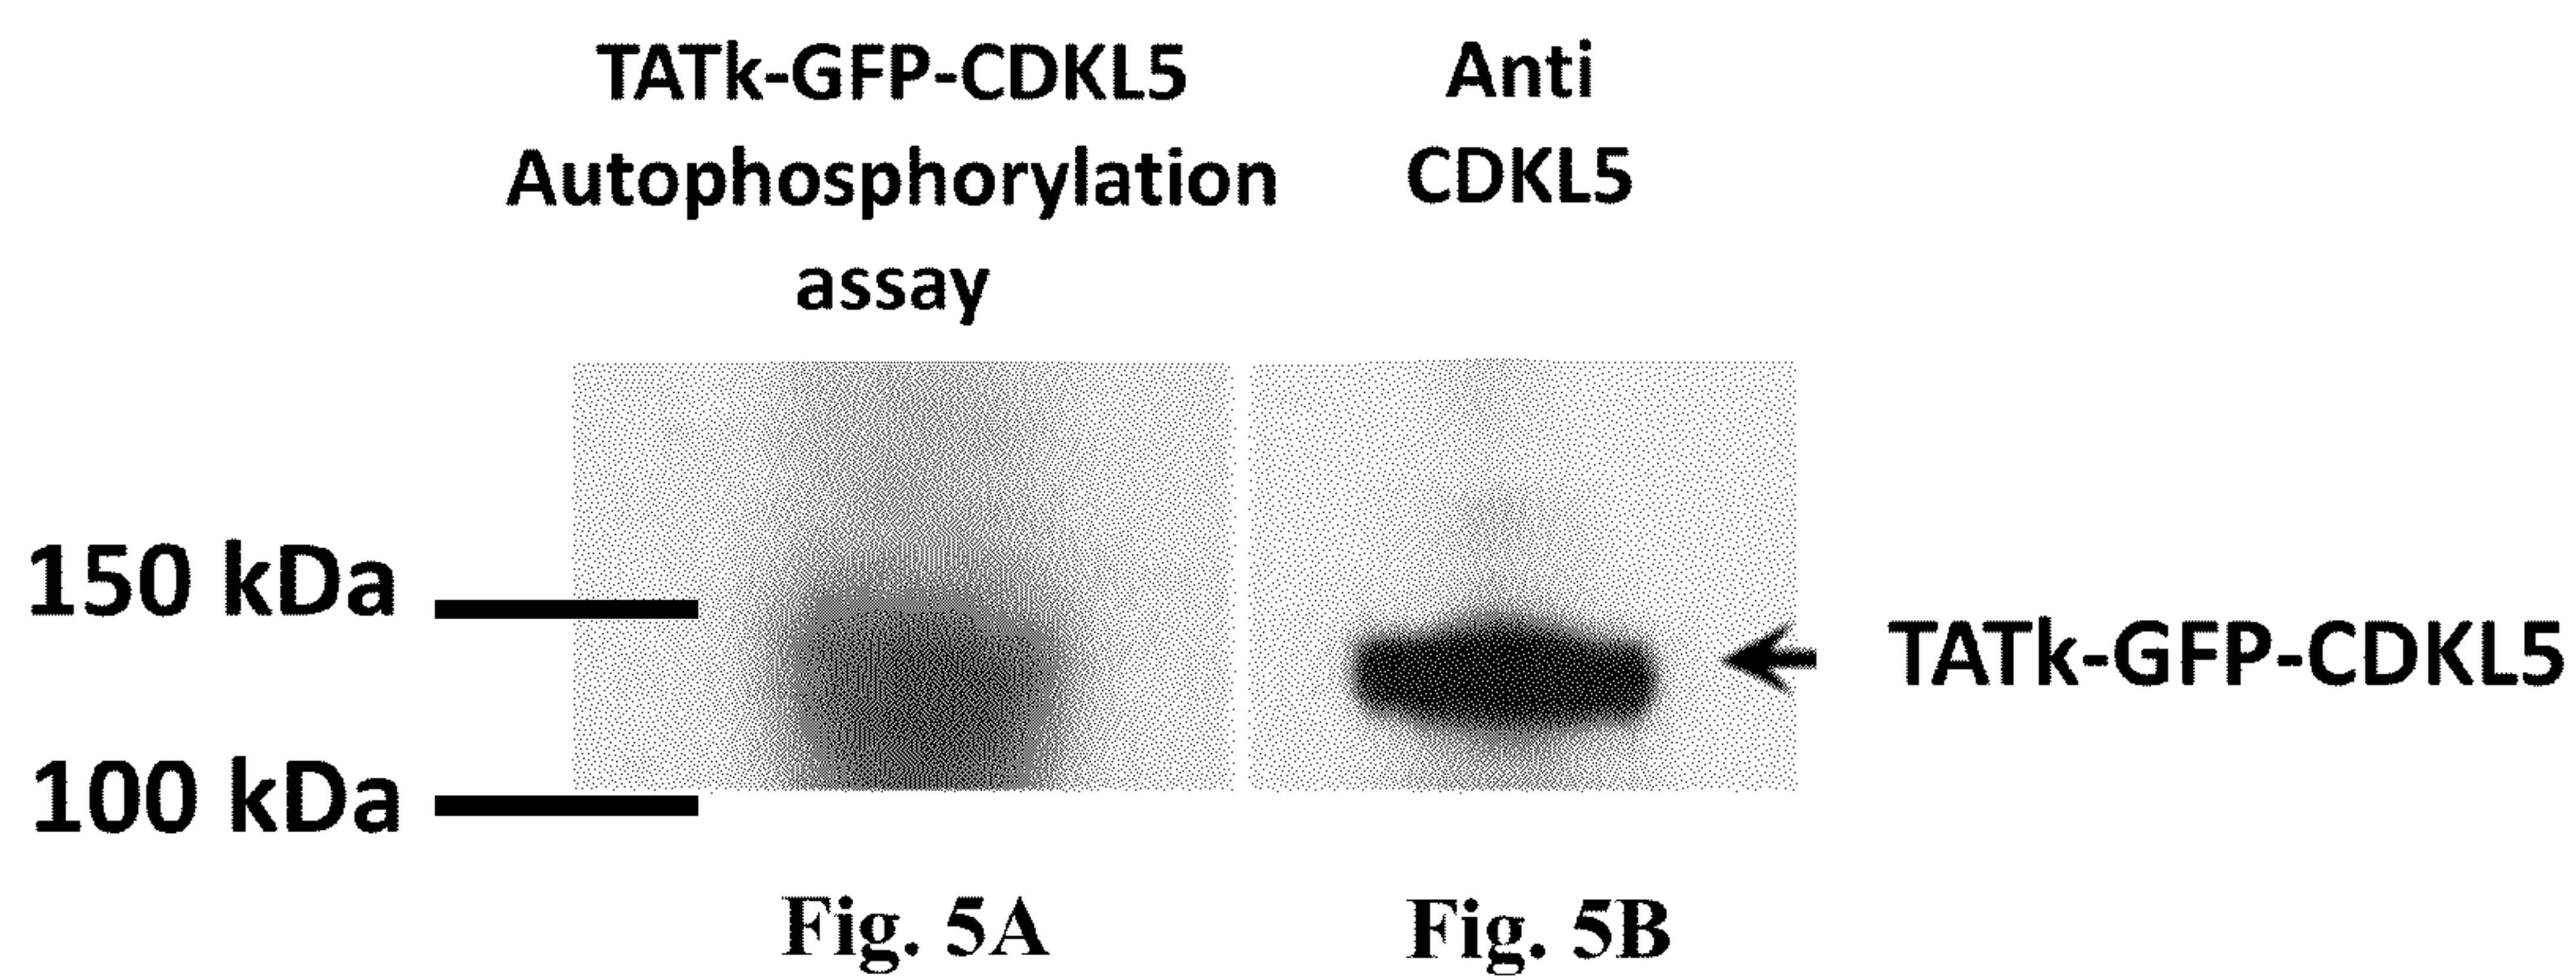 TATk-GFP-CDKL5
Autophosphorylation
assay
Anti
CDKL5
150 kDa
100 kDa
TATk-GFP-CDKL5
Fig. 5A
Fig. 5B